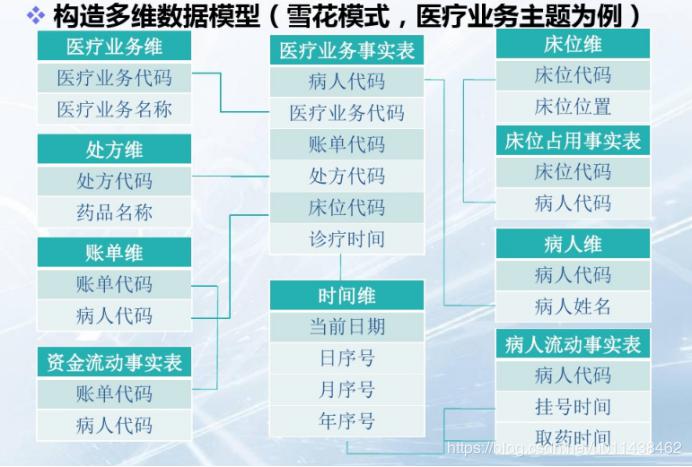 构造多维数据模型（雪花模式，医疗业务主题为例）
医疗业务维
医疗业务代码
医疗业务名称
处方维
处方代码
药品名称
账单维
账单代码
病人代码
资金流动事实表
账单代码
病人代码
医疗业务事实表
病人代码
医疗业务代码
账单代码
处方代码
床位代码
诊疗时间
时间维
当前日期
日序号
月序号
年序号
床位维
床位代码
床位位置
床位占用事实表
床位代码
病人代码
病人维
病人代码
病人姓名
病人流动事实表
病人代码
挂号时间
取药时间